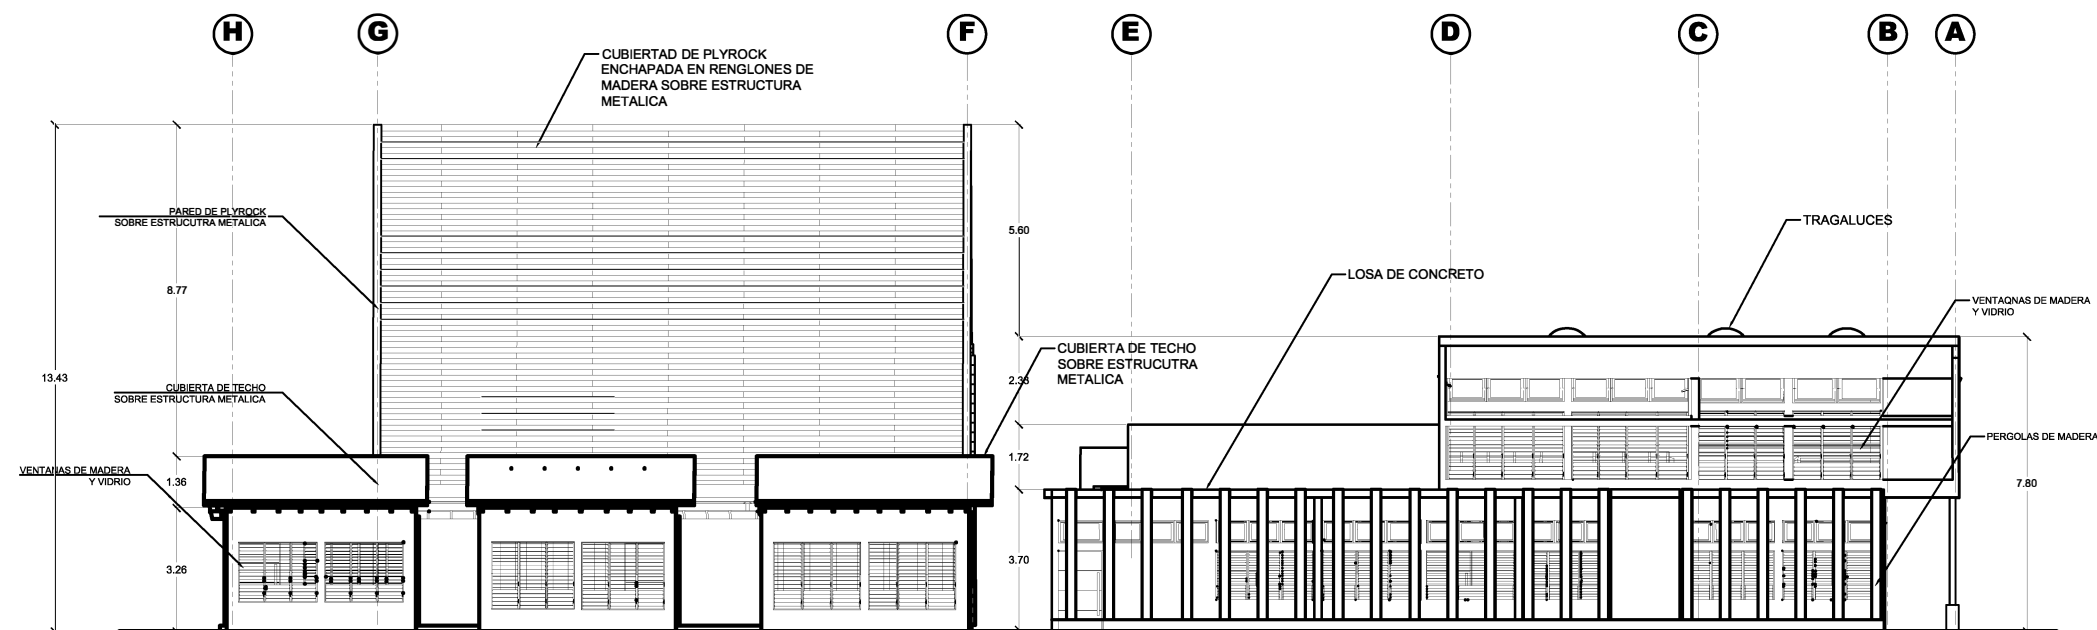 H
G
F
E
D
C
B
A
CUBIERTAD DE PLYROCK
ENCHAPADA EN RENGLONES DE
MADERA SOBRE ESTRUCTURA
METALICA
PARED DE PLYROCK
SOBRE ESTRUCUTRA METALICA
5.60
TRAGALUCES
8.77
LOSA DE CONCRETO
VENTAQNAS DE MADERA
Y VIDRIO
CUBIERTA DE TECHO
SOBRE ESTRUCUTRA
METALICA
13.43
2.38
CUBIERTA DE TECHO
SOBRE ESTRUCTURA METALICA
PERGOLAS DE MADERA
1.72
VENTANAS DE MADERA
Y VIDRIO
1.36
7.80
3.26
3.70